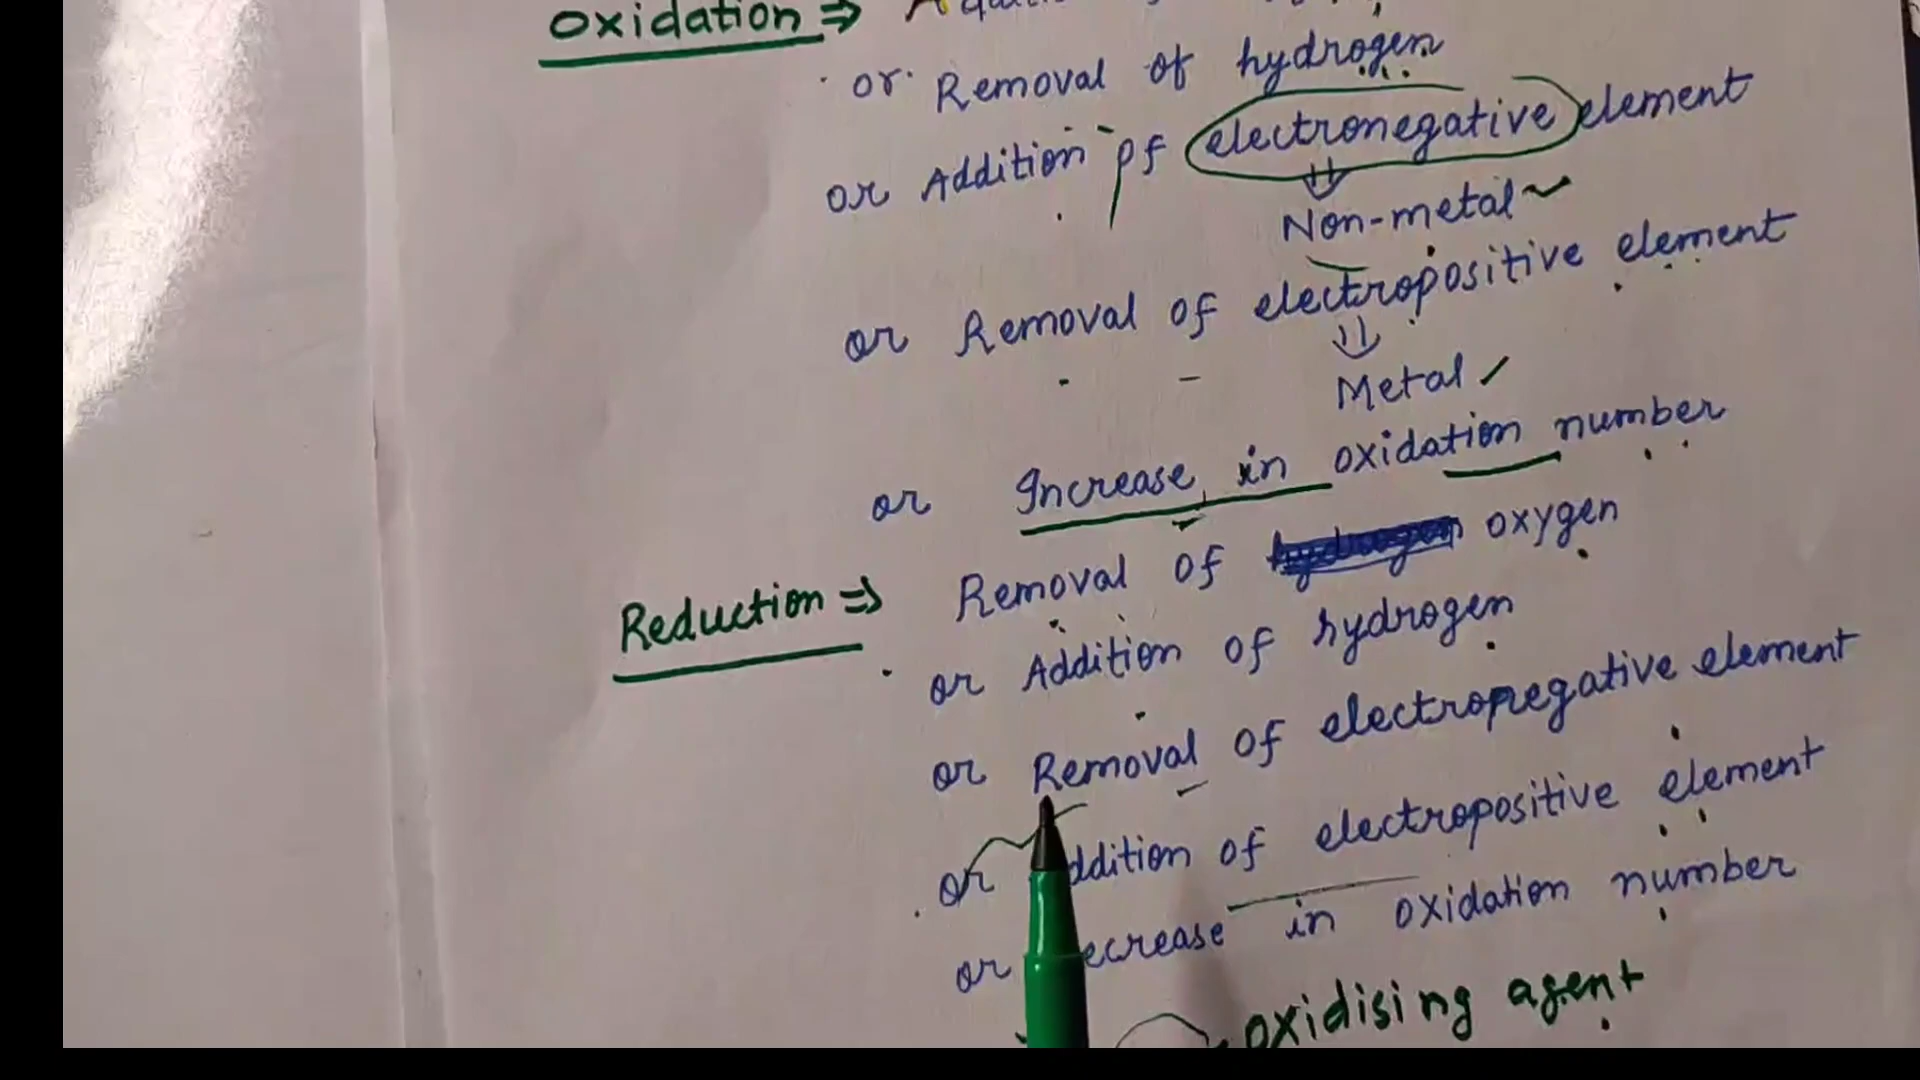 Oxidation ⇒
or Removal of hydrogen
or Addition of electronegative element
⇓
Non-metal
or Removal of electropositive element
⇓
Metal ✓
or Increase in oxidation number
Reduction ⇒ Removal of oxygen
or Addition of hydrogen
or Removal of electronegative element
or ddition of electropositive element
or ecrease in oxidation number
oxidising agent